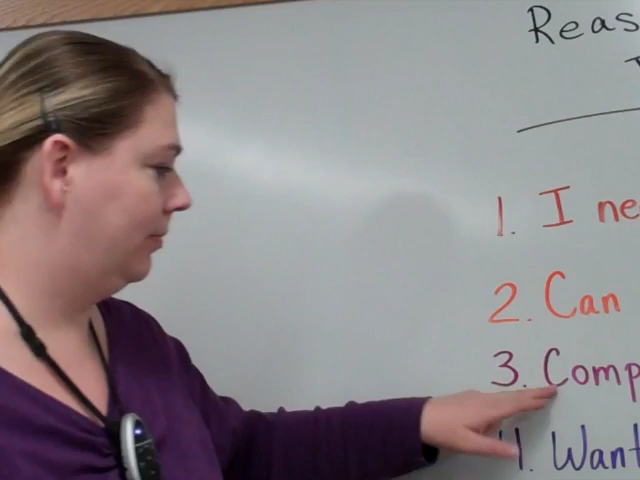 Reas
1. I ne
2. Can
3. Comp
4. Want